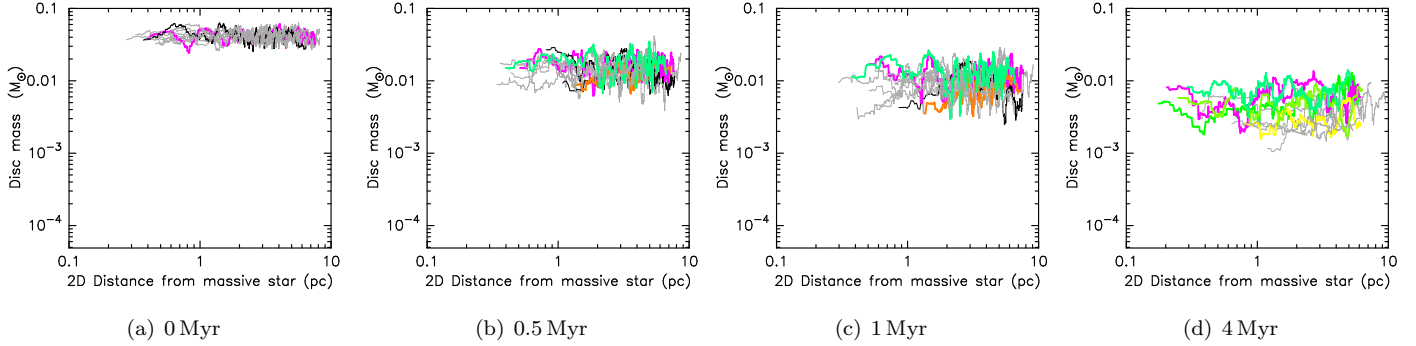 0.1
0.01
10⁻³
10⁻⁴
Disc mass (M☉)
0.1 1 10
2D Distance from massive star (pc)
(a) 0 Myr
0.1
0.01
10⁻³
10⁻⁴
Disc mass (M☉)
0.1 1 10
2D Distance from massive star (pc)
(b) 0.5 Myr
0.1
0.01
10⁻³
10⁻⁴
Disc mass (M☉)
0.1 1 10
2D Distance from massive star (pc)
(c) 1 Myr
0.1
0.01
10⁻³
10⁻⁴
Disc mass (M☉)
0.1 1 10
2D Distance from massive star (pc)
(d) 4 Myr